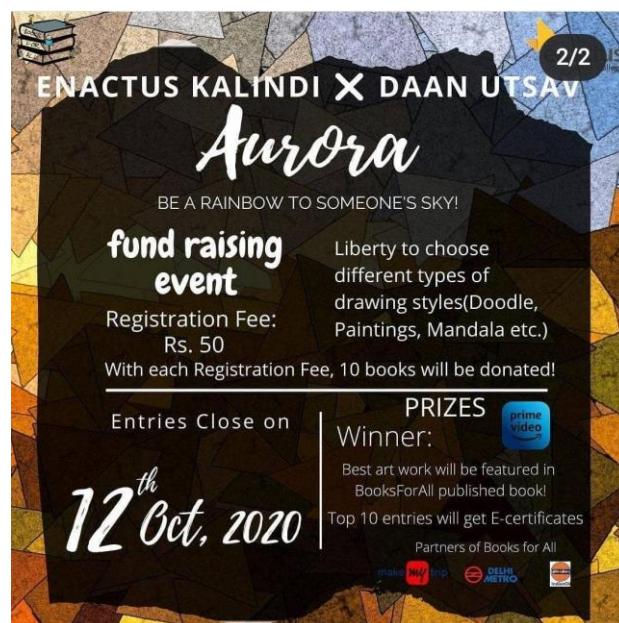 2/2
ENACTUS KALINDI X DAAN UTSAV
Aurora
BE A RAINBOW TO SOMEONE'S SKY!
fund raising
event
Registration Fee:
Rs. 50
Liberty to choose
different types of
drawing styles(Doodle,
Paintings, Mandala etc.)
With each Registration Fee, 10 books will be donated!
Entries Close on
12th Oct, 2020
PRIZES
prime
video
Winner:
Best art work will be featured in
BooksForAll published book!
Top 10 entries will get E-certificates
Partners of Books for All
make my trip
DELHI
METRO
IndianOil